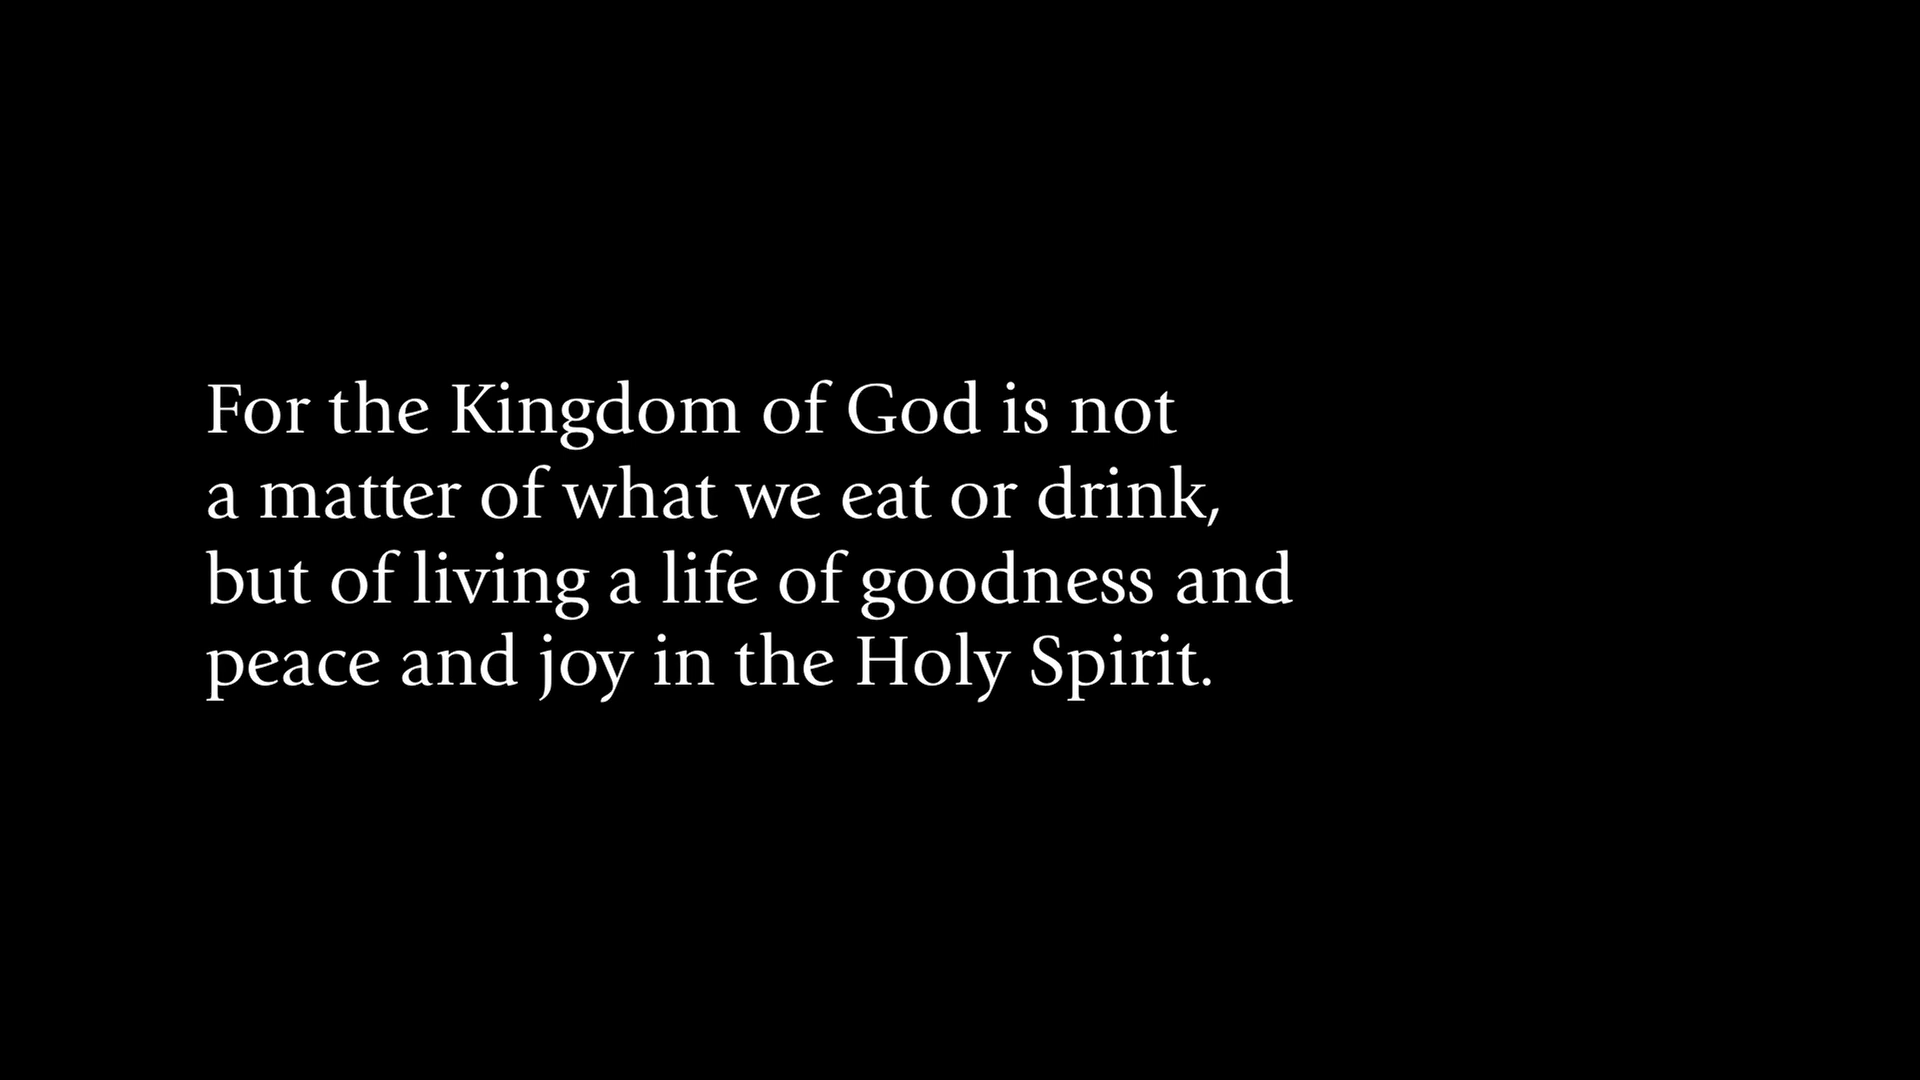 For the Kingdom of God is not
a matter of what we eat or drink,
but of living a life of goodness and
peace and joy in the Holy Spirit.